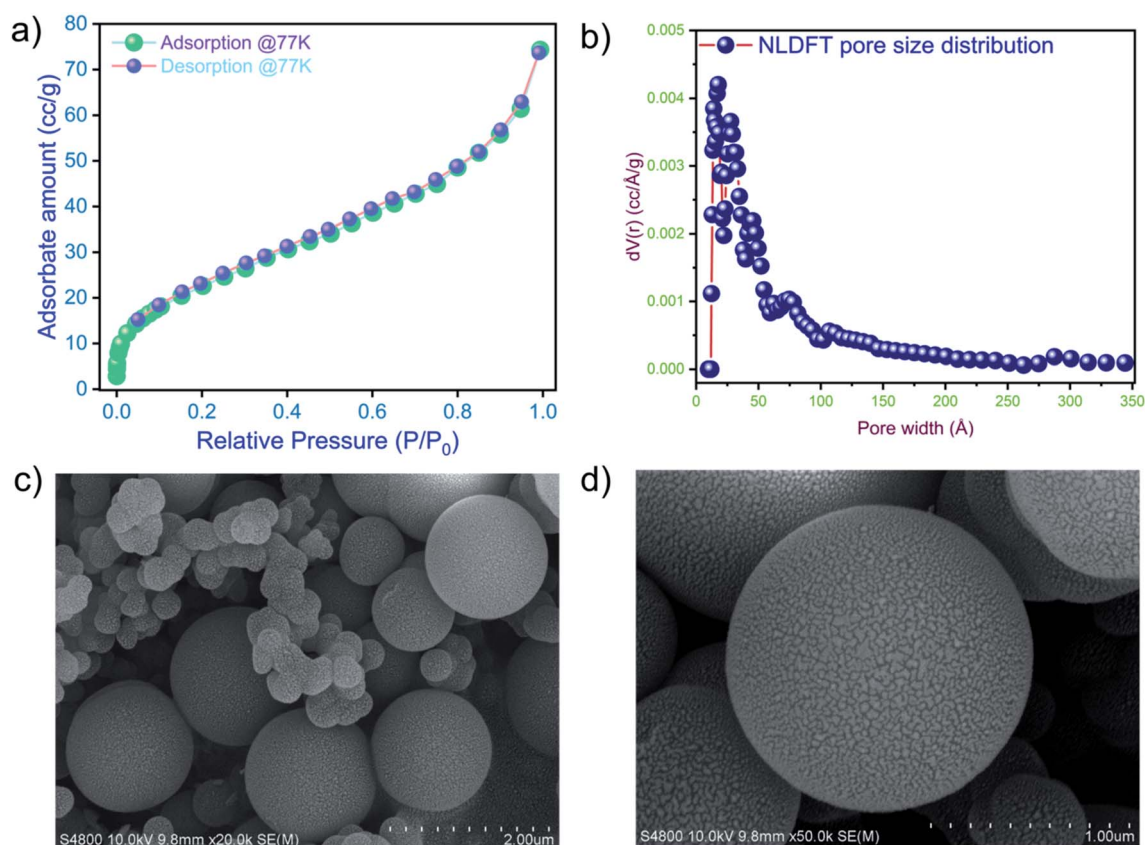 a)
80
70
60
50
40
30
20
10
0
Adsorbate amount (cc/g)
Adsorption @77K
Desorption @77K
0.0 0.2 0.4 0.6 0.8 1.0
Relative Pressure (P/P₀)
b)
0.005
0.004
0.003
0.002
0.001
0.000
dV(r) (cc/Å/g)
NLDFT pore size distribution
0 50 100 150 200 250 300 350
Pore width (Å)
c)
S4800 10.0kV 9.8mm x20.0k SE(M) 2.00um
d)
S4800 10.0kV 9.8mm x50.0k SE(M) 1.00um